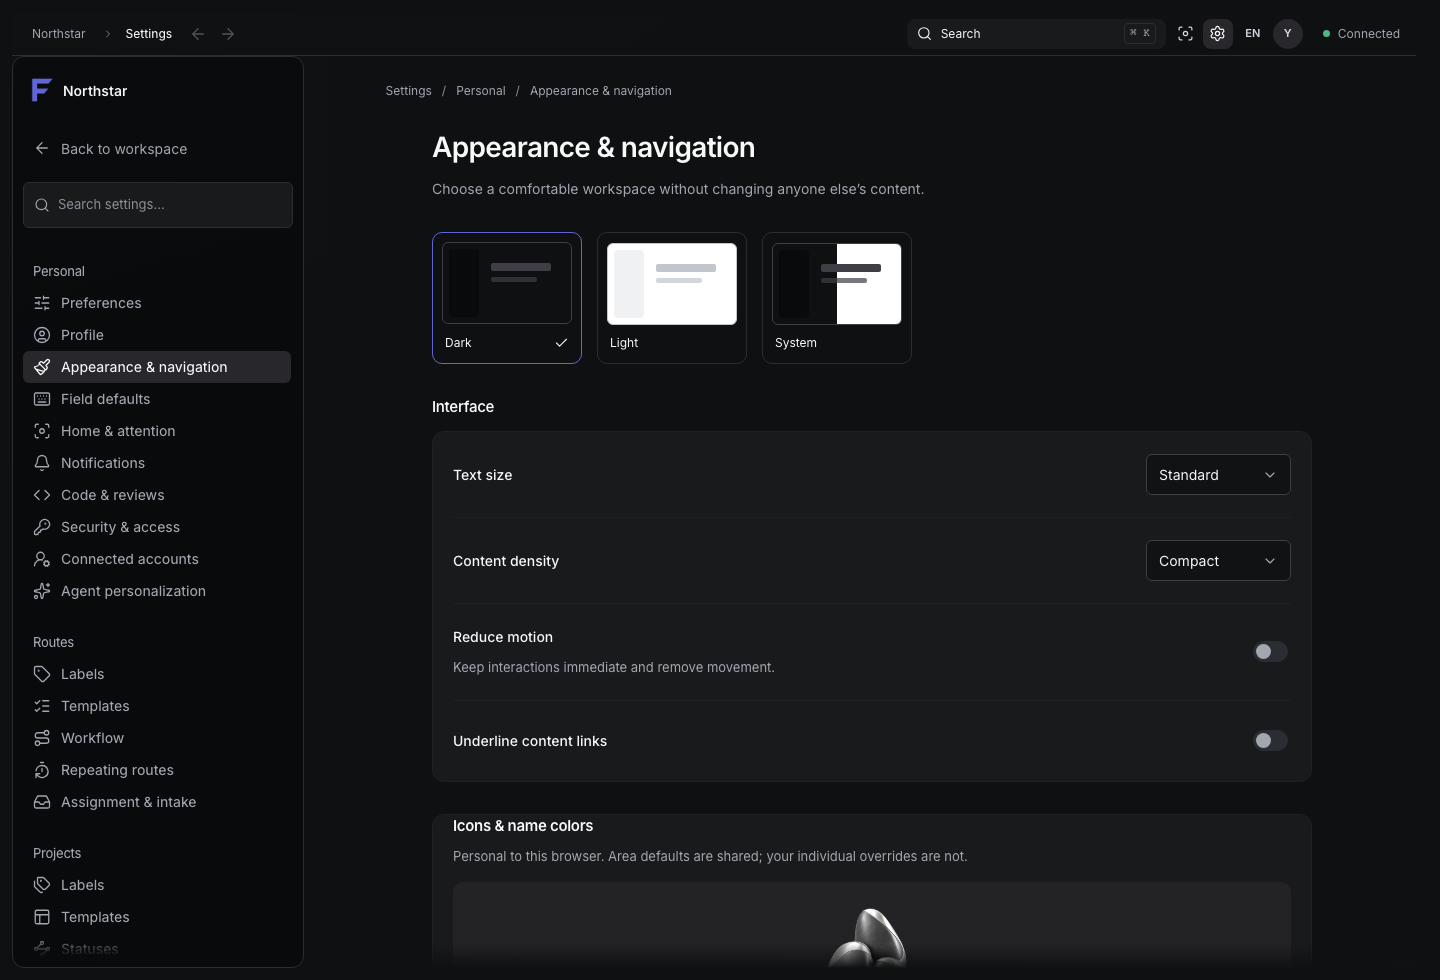 Northstar
Settings
Search
⌘ K
EN
Y
Connected
Northstar
Back to workspace
Search settings...
Personal
Preferences
Profile
Appearance & navigation
Field defaults
Home & attention
Notifications
Code & reviews
Security & access
Connected accounts
Agent personalization
Routes
Labels
Templates
Workflow
Repeating routes
Assignment & intake
Projects
Labels
Templates
Statuses
Settings / Personal / Appearance & navigation
Appearance & navigation
Choose a comfortable workspace without changing anyone else’s content.
Dark
Light
System
Interface
Text size
Standard
Content density
Compact
Reduce motion
Keep interactions immediate and remove movement.
Underline content links
Icons & name colors
Personal to this browser. Area defaults are shared; your individual overrides are not.